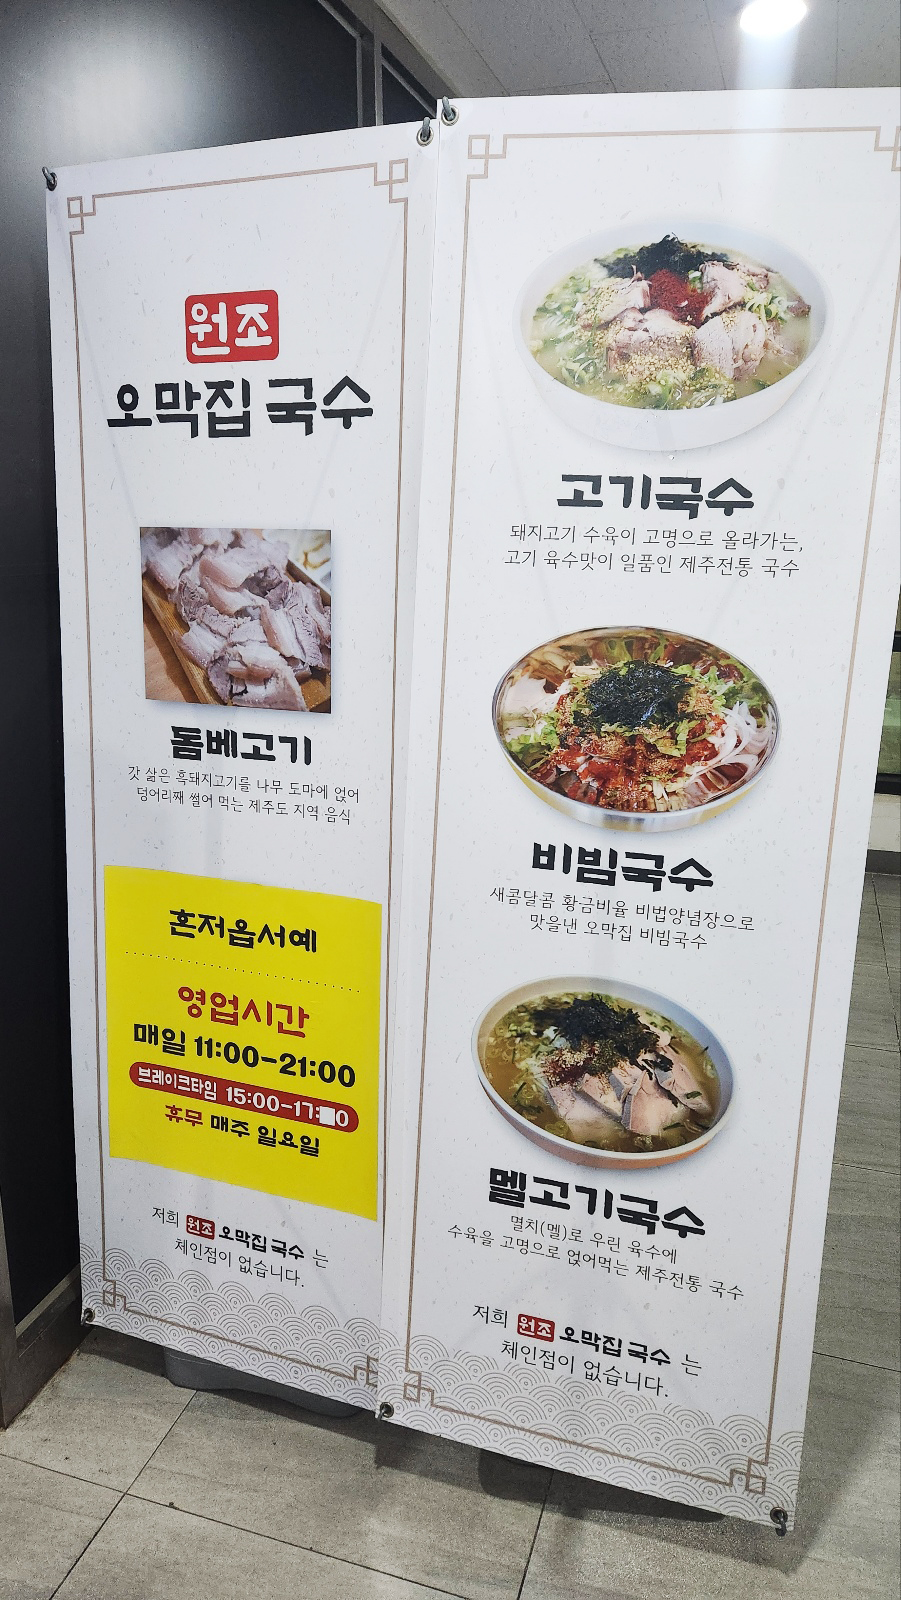 원조
오막집 국수
돔베고기
갓 삶은 흑돼지고기를 나무 도마에 얹어
덩어리째 썰어 먹는 제주도 지역 음식
혼저옵서예
영업시간
매일 11:00-21:00
브레이크타임 15:00-17:
휴무 매주 일요일
저희 원조 오막집 국수 는
체인점이 없습니다.
고기국수
돼지고기 수육이 고명으로 올라가는,
고기 육수맛이 일품인 제주전통 국수
비빔국수
새콤달콤 황금비율 비법양념장으로
맛을낸 오막집 비빔국수
멜고기국수
멸치(멜)로 우린 육수에
수육을 고명으로 얹어먹는 제주전통 국수
저희 원조 오막집 국수 는
체인점이 없습니다.